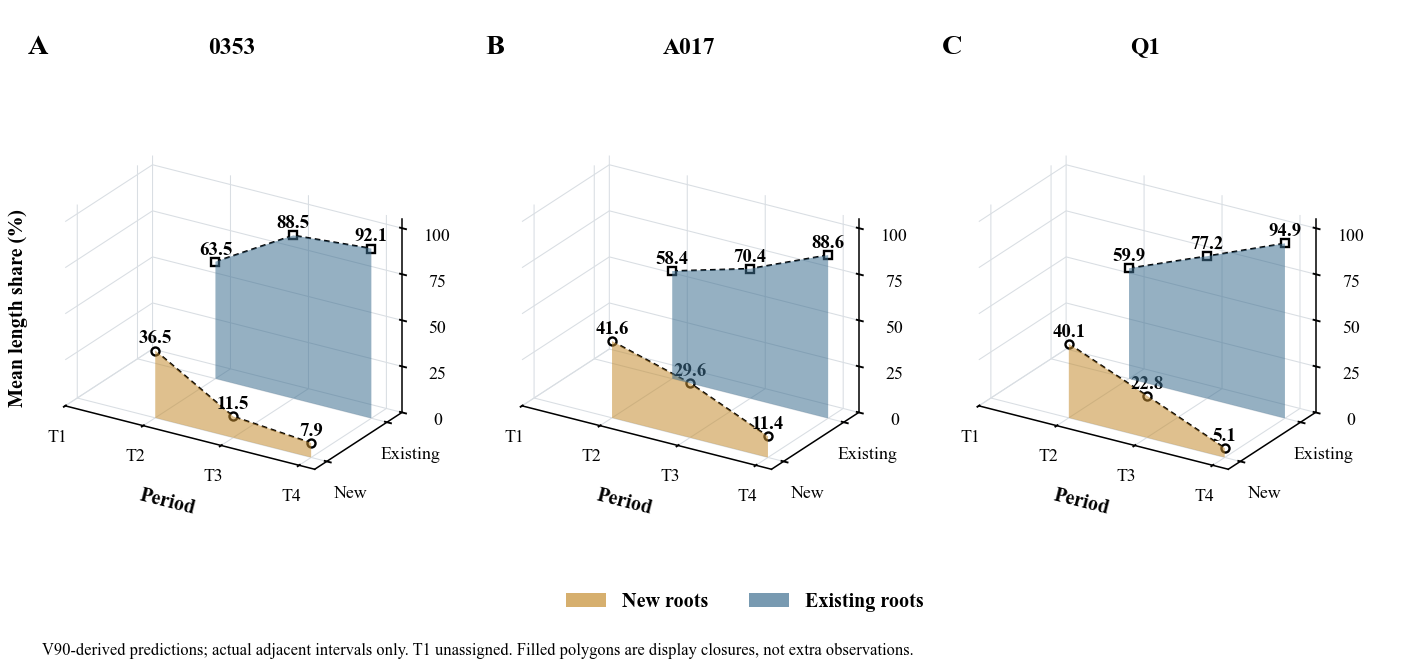 A 0353
B A017
C Q1
Mean length share (%)
36.5
11.5
7.9
63.5
88.5
92.1
100
75
50
25
0
T1
T2
T3
T4
Period
New
Existing
41.6
29.6
11.4
58.4
70.4
88.6
100
75
50
25
0
T1
T2
T3
T4
Period
New
Existing
40.1
22.8
5.1
59.9
77.2
94.9
100
75
50
25
0
T1
T2
T3
T4
Period
New
Existing
New roots
Existing roots
V90-derived predictions; actual adjacent intervals only. T1 unassigned. Filled polygons are display closures, not extra observations.